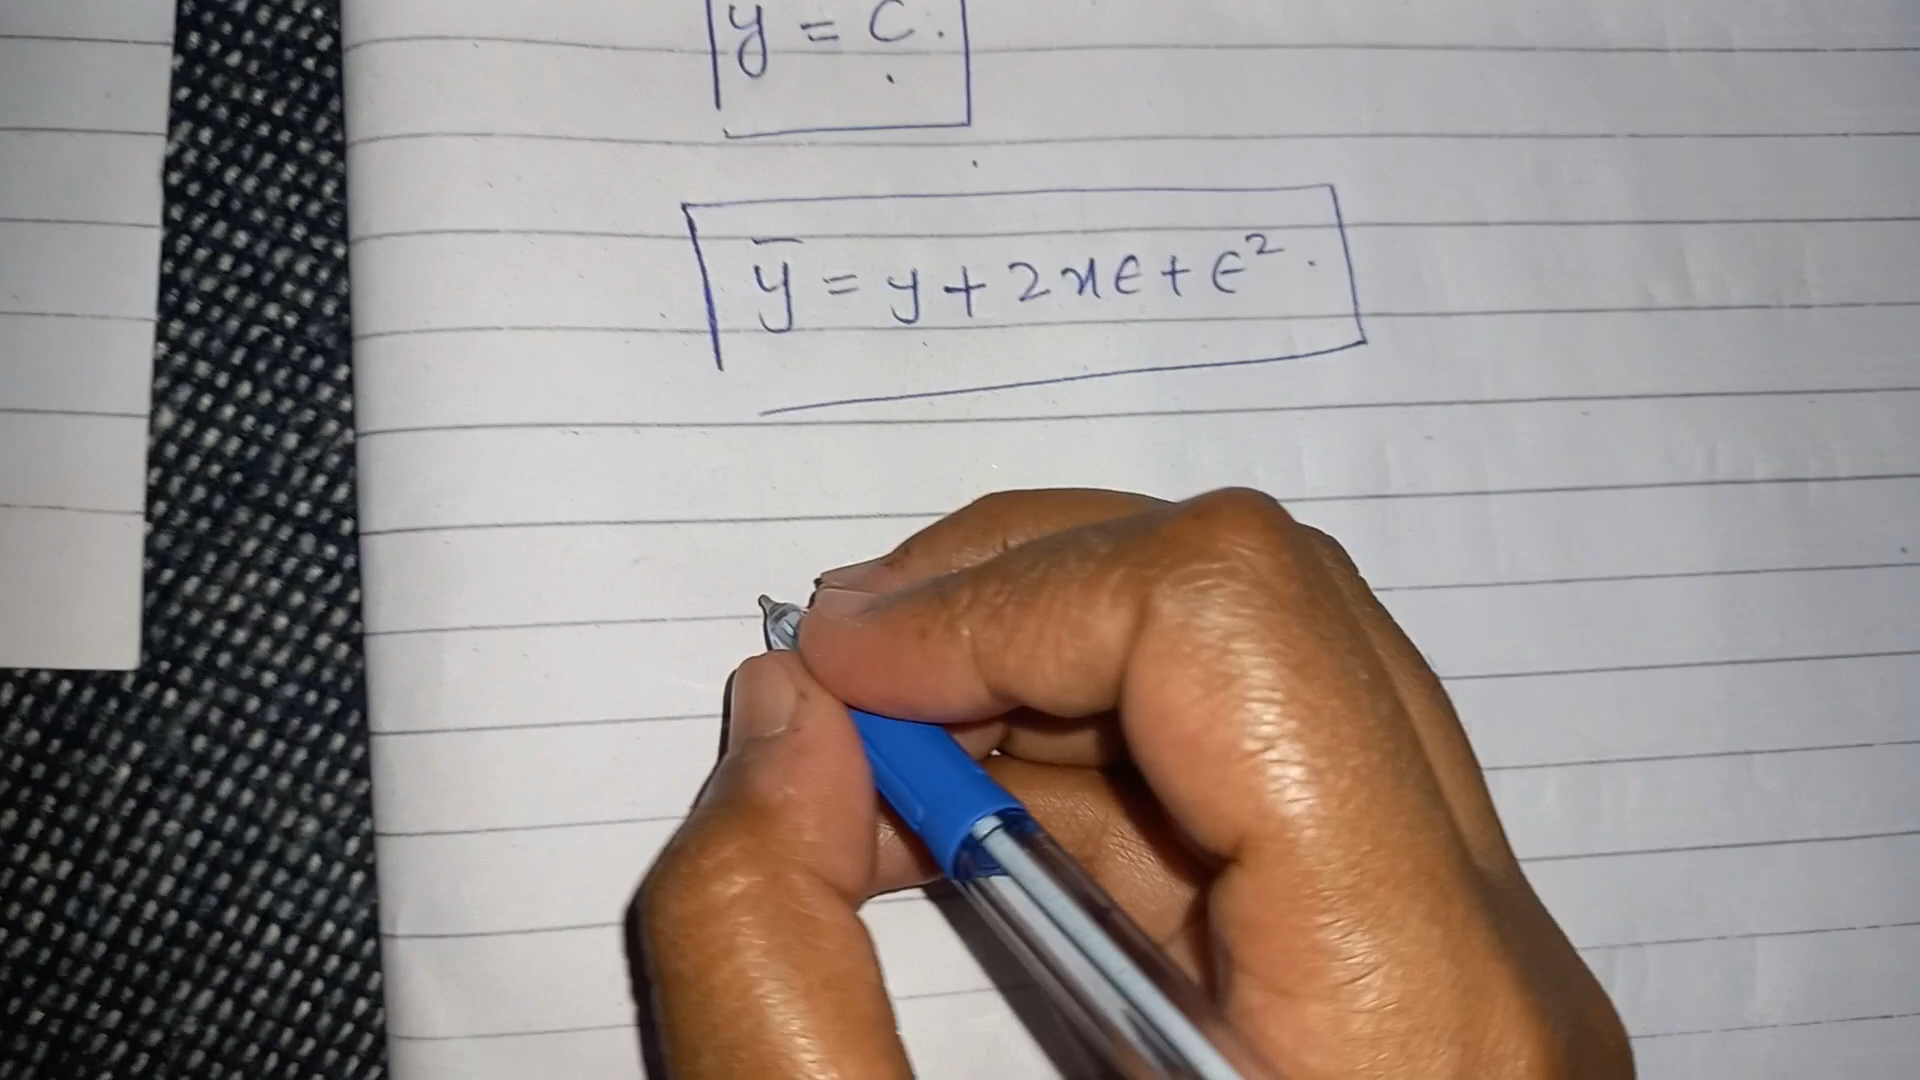 y = C.
ȳ = y + 2xϵ + ϵ².